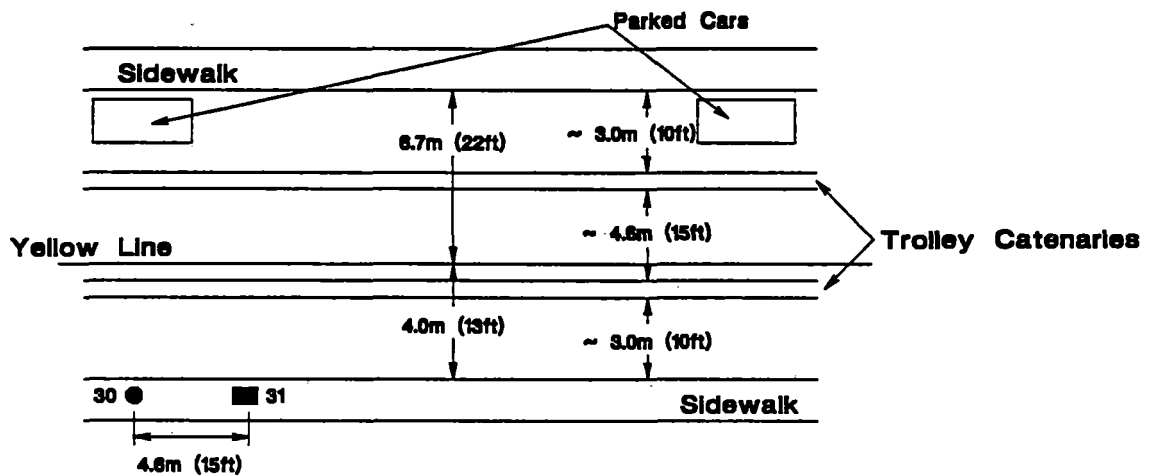 Parked Cars
Sidewalk
6.7m (22ft)
~ 3.0m (10ft)
~ 4.6m (15ft)
Yellow Line
Trolley Catenaries
4.0m (13ft)
~ 3.0m (10ft)
30
31
Sidewalk
4.6m (15ft)